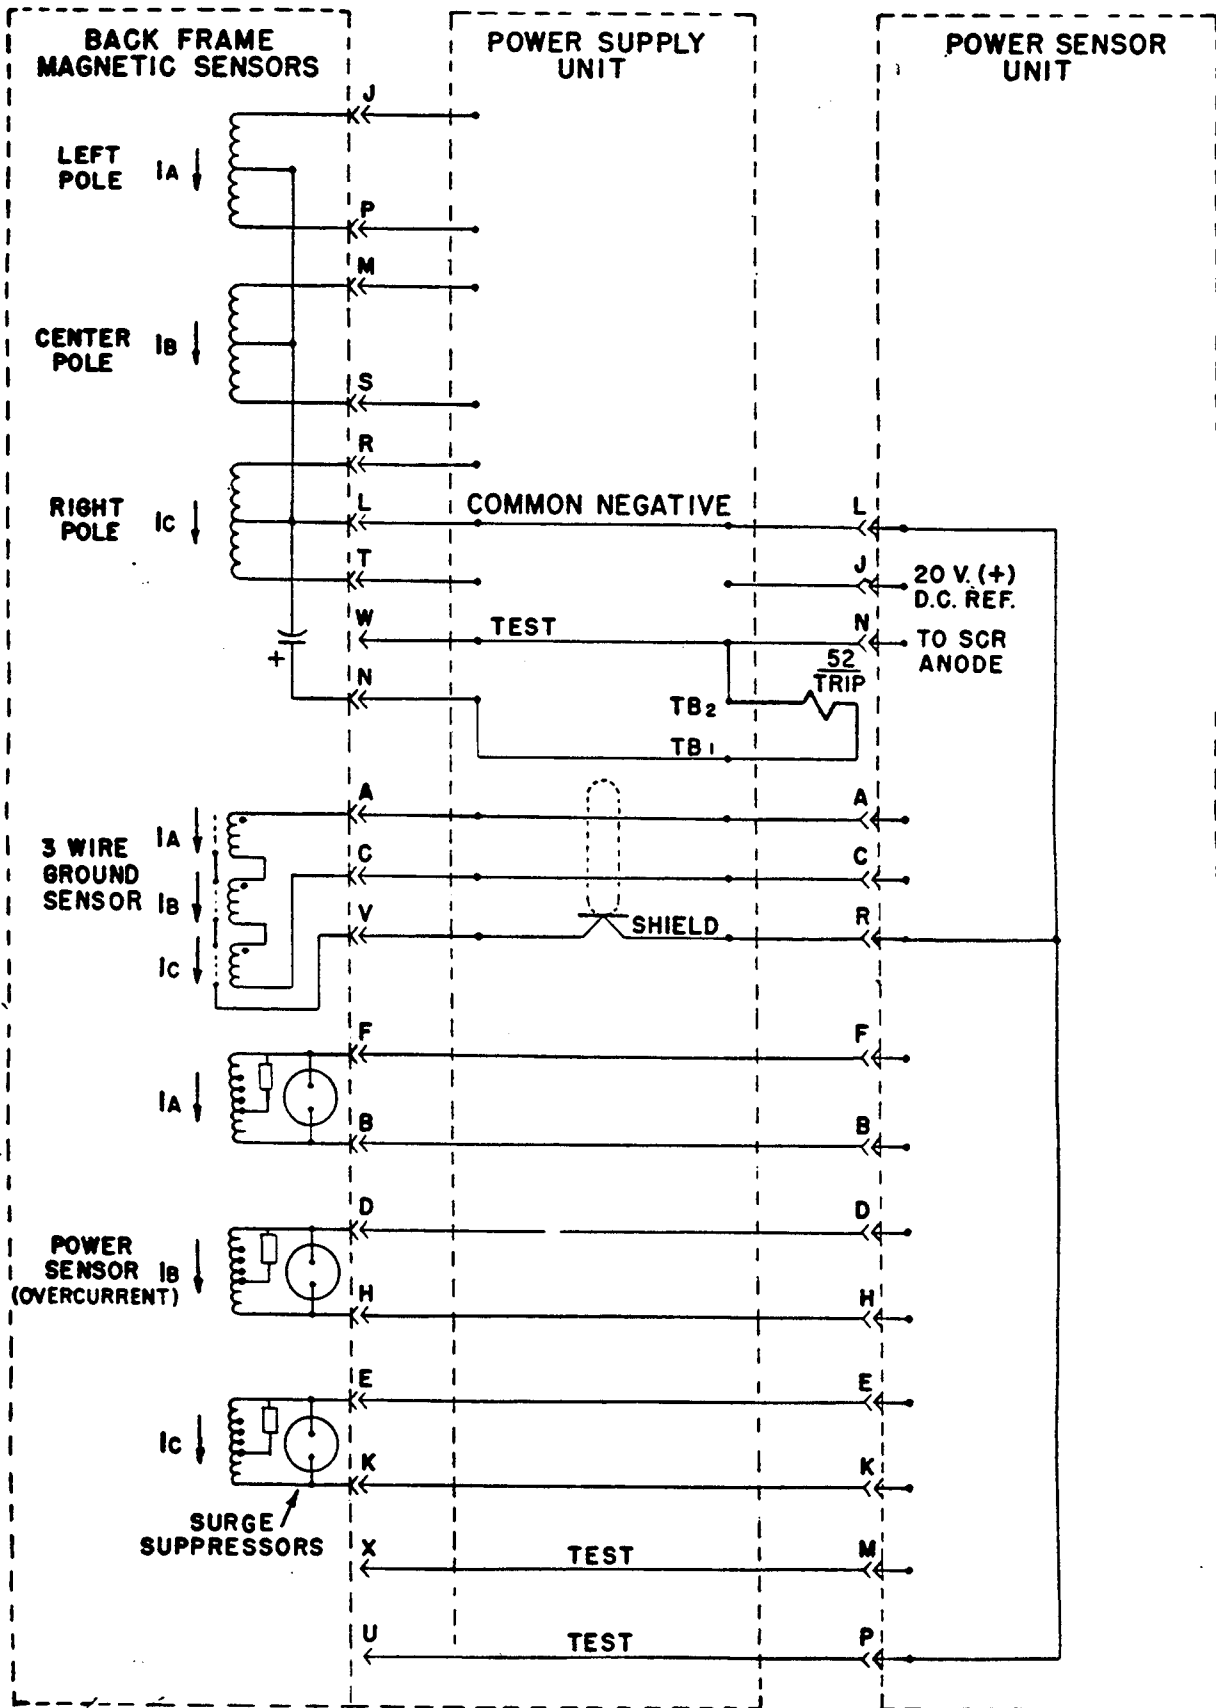 BACK FRAME
MAGNETIC SENSORS
POWER SUPPLY
UNIT
POWER SENSOR
UNIT
J
LEFT
POLE
IA
P
M
CENTER
POLE
IB
S
R
RIGHT
POLE
IC
L
COMMON NEGATIVE
L
T
J
20 V. (+)
D.C. REF.
W
TEST
N
TO SCR
ANODE
+
N
52
TRIP
TB2
TB1
A
A
3 WIRE
GROUND
SENSOR
IA
IB
IC
C
C
V
SHIELD
R
F
F
IA
B
B
D
D
POWER
SENSOR IB
(OVERCURRENT)
H
H
E
E
IC
K
K
SURGE
SUPPRESSORS
X
TEST
M
U
TEST
P